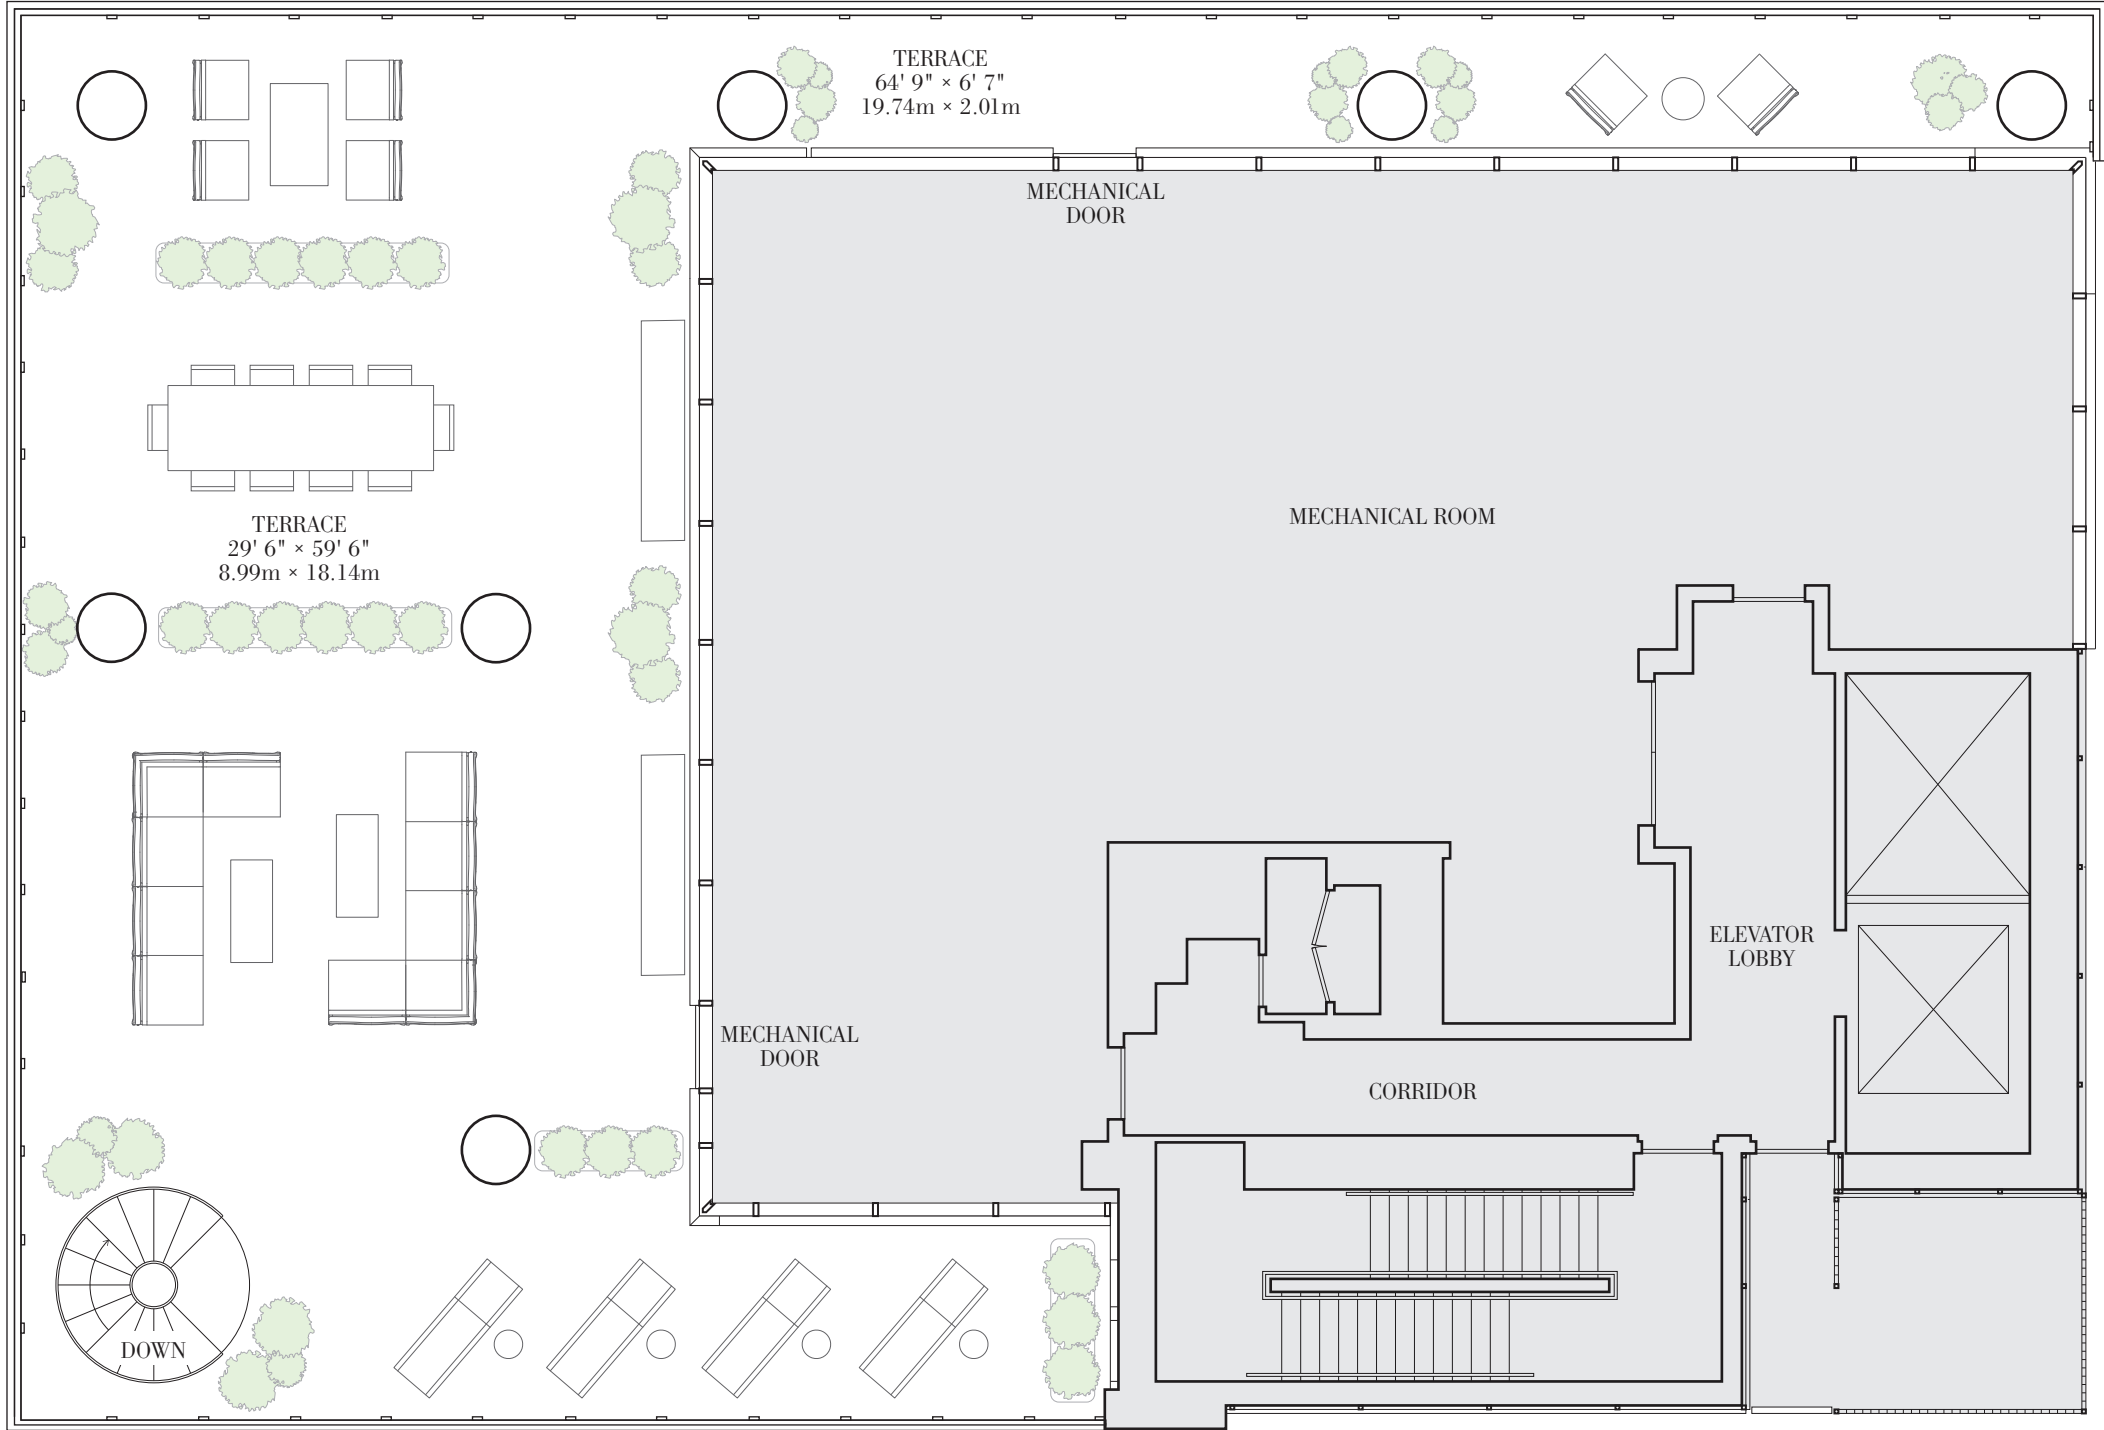 TERRACE
64' 9" × 6' 7"
19.74m × 2.01m
MECHANICAL
DOOR
MECHANICAL ROOM
TERRACE
29' 6" × 59' 6"
8.99m × 18.14m
ELEVATOR
LOBBY
MECHANICAL
DOOR
CORRIDOR
DOWN